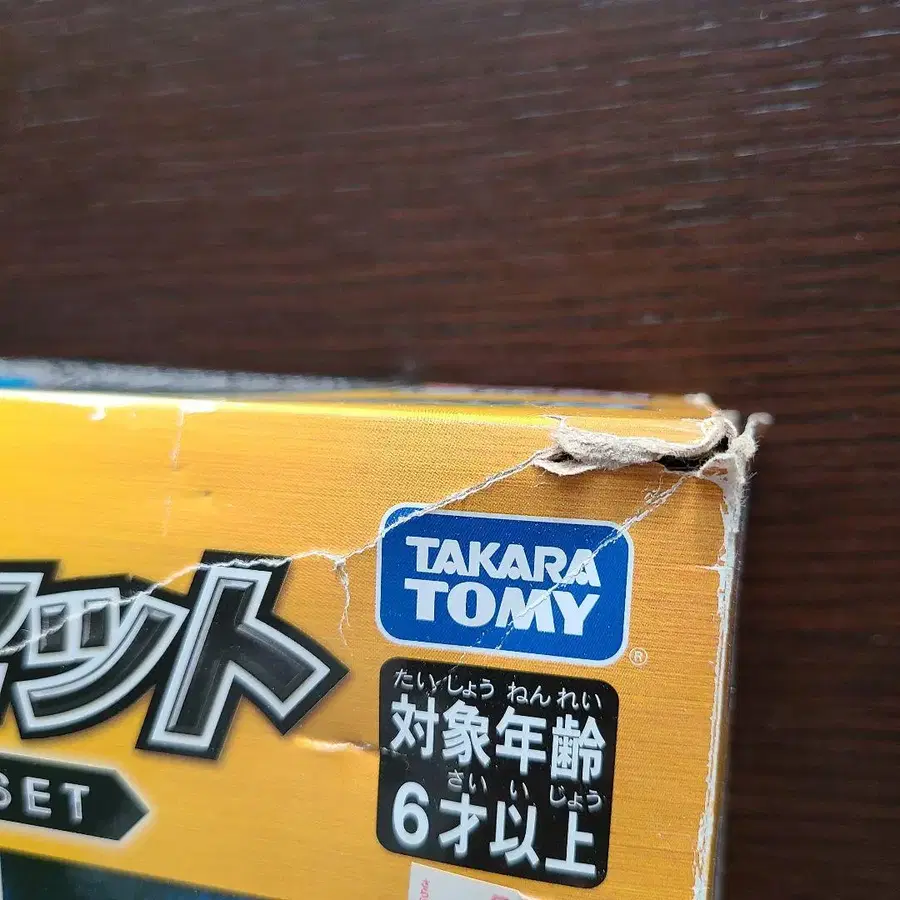 TAKARA
TOMY
®
ット
SET
たいしょう ねんれい
対象年齢
さい い じょう
6才以上